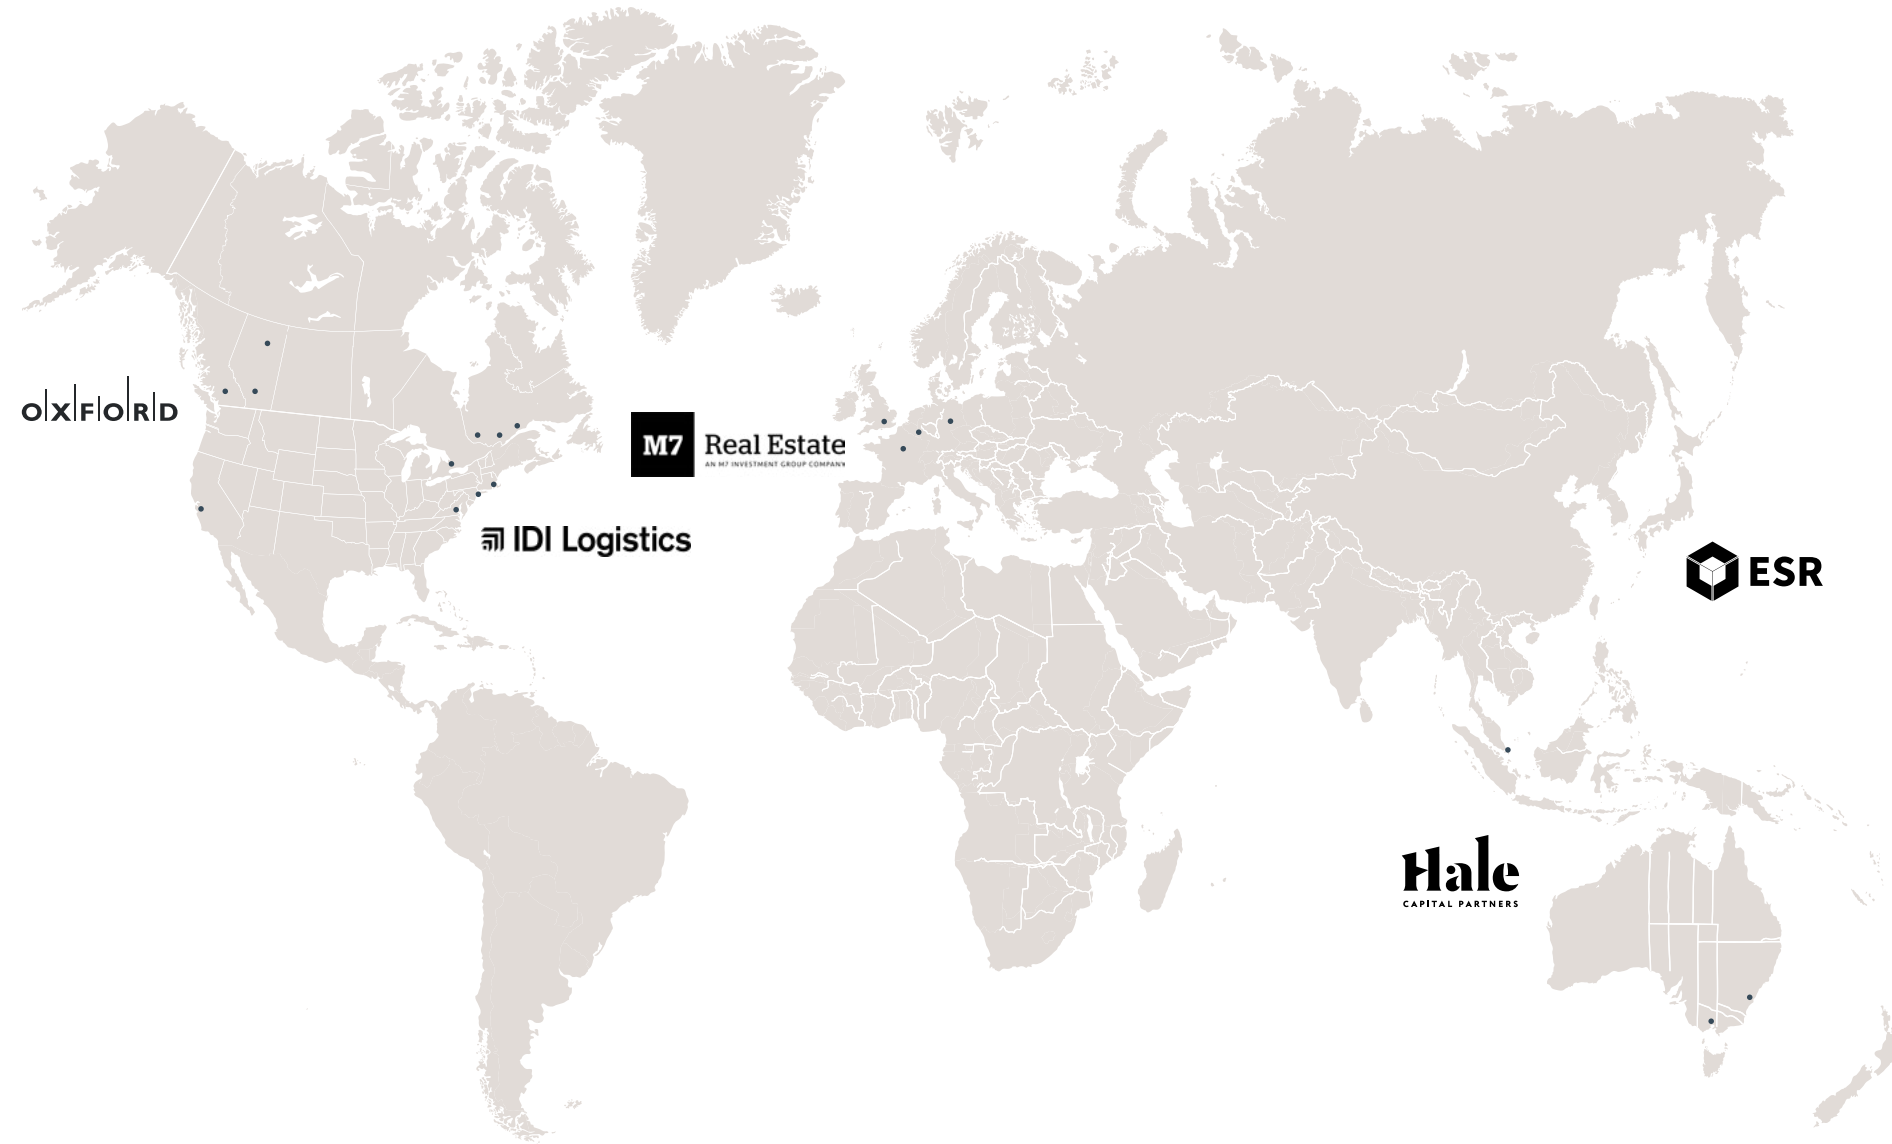 OXFORD
M7 Real Estate
AN M7 INVESTMENT GROUP COMPANY
IDI Logistics
ESR
Hale
CAPITAL PARTNERS